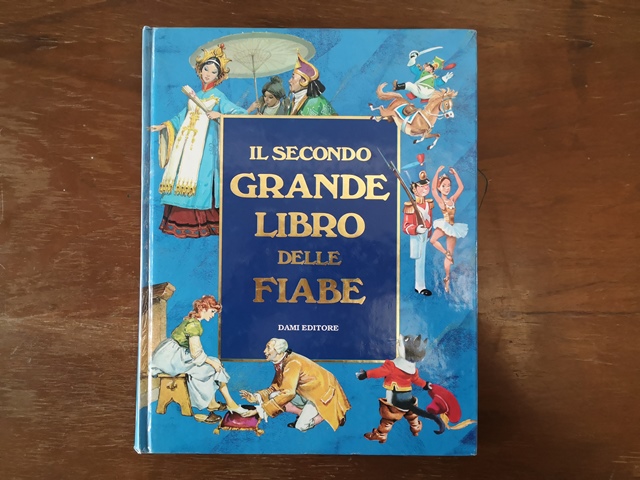 IL SECONDO
GRANDE
LIBRO
DELLE
FIABE
DAMI EDITORE